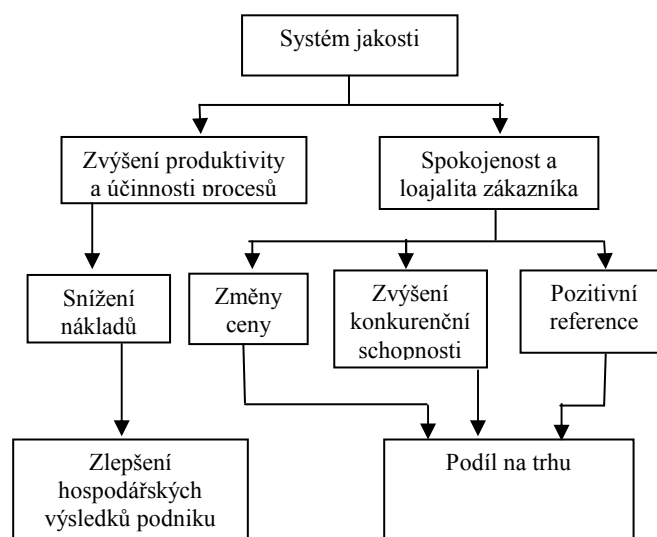 Systém jakosti
Zvýšení produktivity
a účinnosti procesů
Spokojenost a
loajalita zákazníka
Snížení
nákladů
Změny
ceny
Zvýšení
konkurenční
schopnosti
Pozitivní
reference
Zlepšení
hospodářských
výsledků podniku
Podíl na trhu